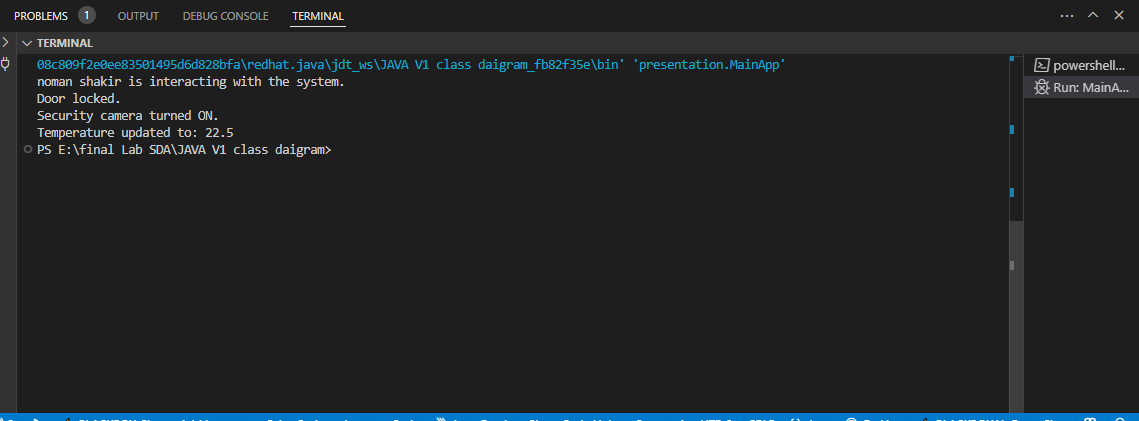 PROBLEMS 1 OUTPUT DEBUG CONSOLE TERMINAL
TERMINAL
08c809f2e0ee83501495d6d828bfa\redhat.java\jdt_ws\JAVA V1 class daigram_fb82f35e\bin' 'presentation.MainApp'
noman shakir is interacting with the system.
Door locked.
Security camera turned ON.
Temperature updated to: 22.5
PS E:\final Lab SDA\JAVA V1 class daigram>
powershell...
Run: MainA...